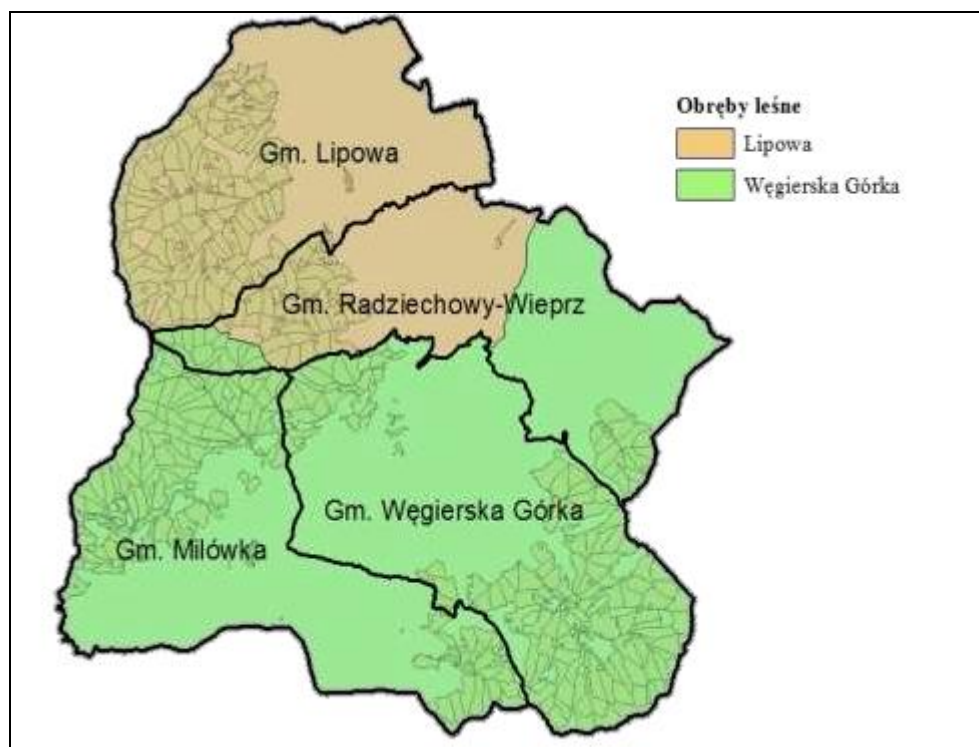 Obręby leśne
Lipowa
Węgierska Górka
Gm. Lipowa
Gm. Radziechowy-Wieprz
Gm. Węgierska Górka
Gm. Milówka